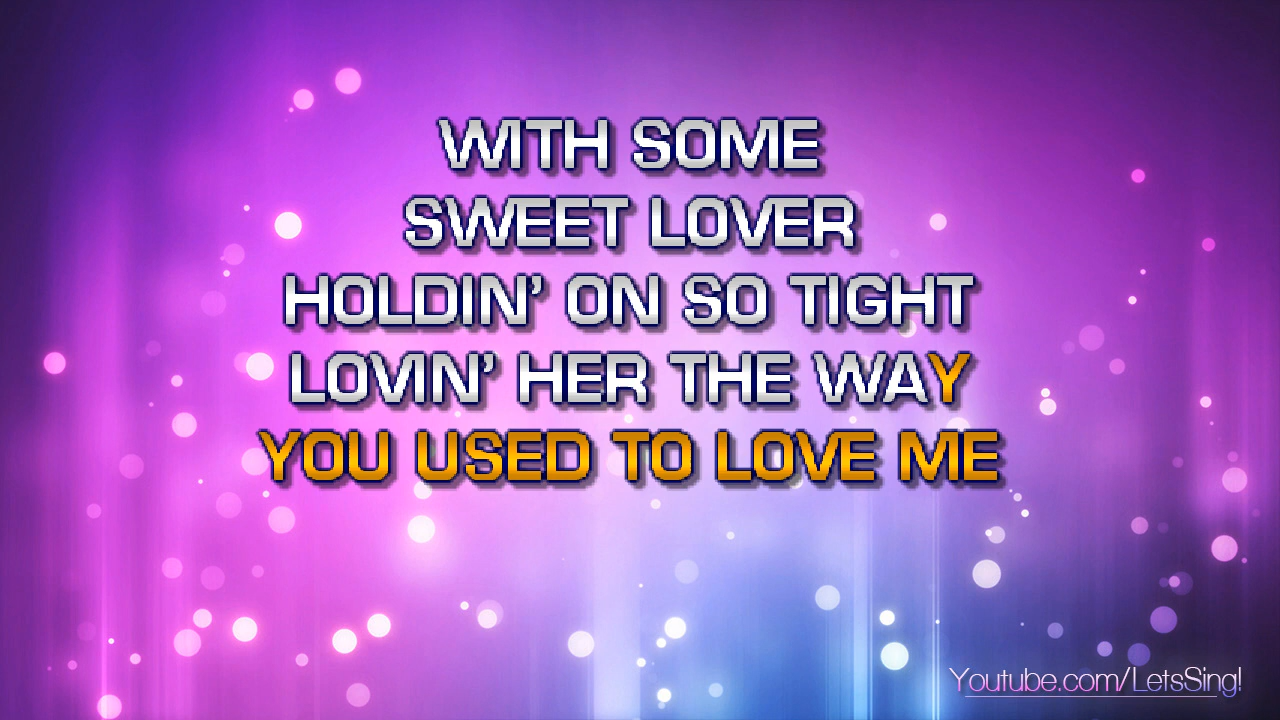 WITH SOME
SWEET LOVER
HOLDIN' ON SO TIGHT
LOVIN' HER THE WAY
YOU USED TO LOVE ME
Youtube.com/LetsSing!